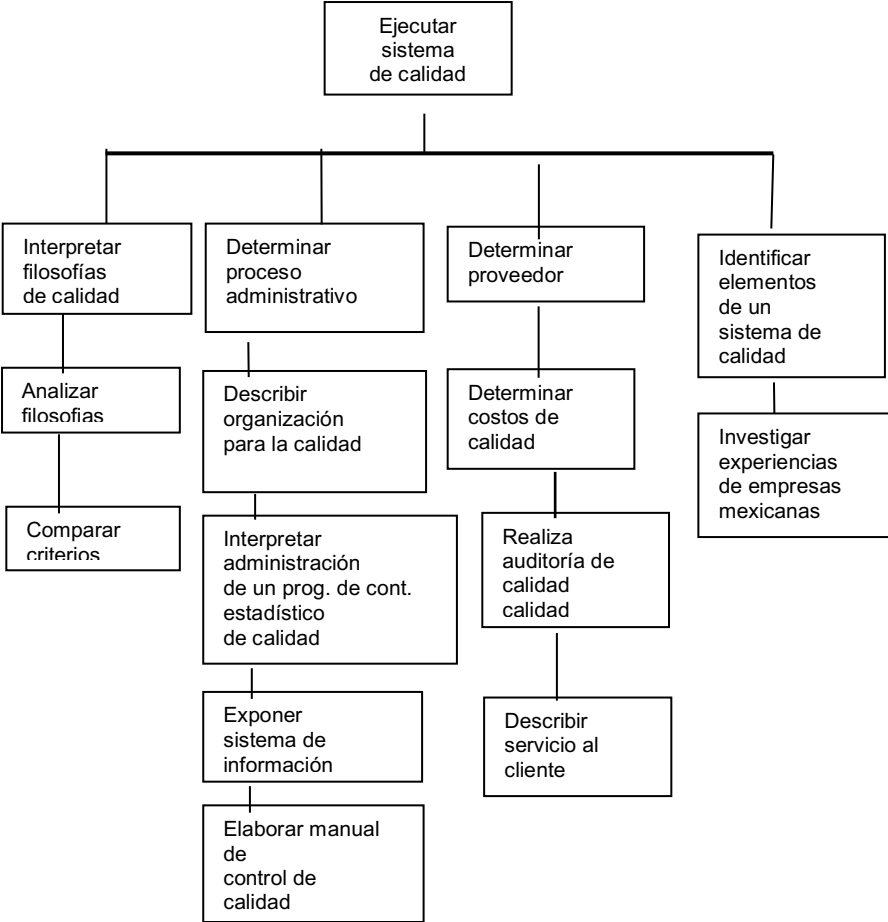 Ejecutar
sistema
de calidad
Interpretar
filosofías
de calidad
Analizar
filosofias
Comparar
criterios
Determinar
proceso
administrativo
Describir
organización
para la calidad
Interpretar
administración
de un prog. de cont.
estadístico
de calidad
Exponer
sistema de
información
Elaborar manual
de
control de
calidad
Determinar
proveedor
Determinar
costos de
calidad
Realiza
auditoría de
calidad
calidad
Describir
servicio al
cliente
Identificar
elementos
de un
sistema de
calidad
Investigar
experiencias
de empresas
mexicanas